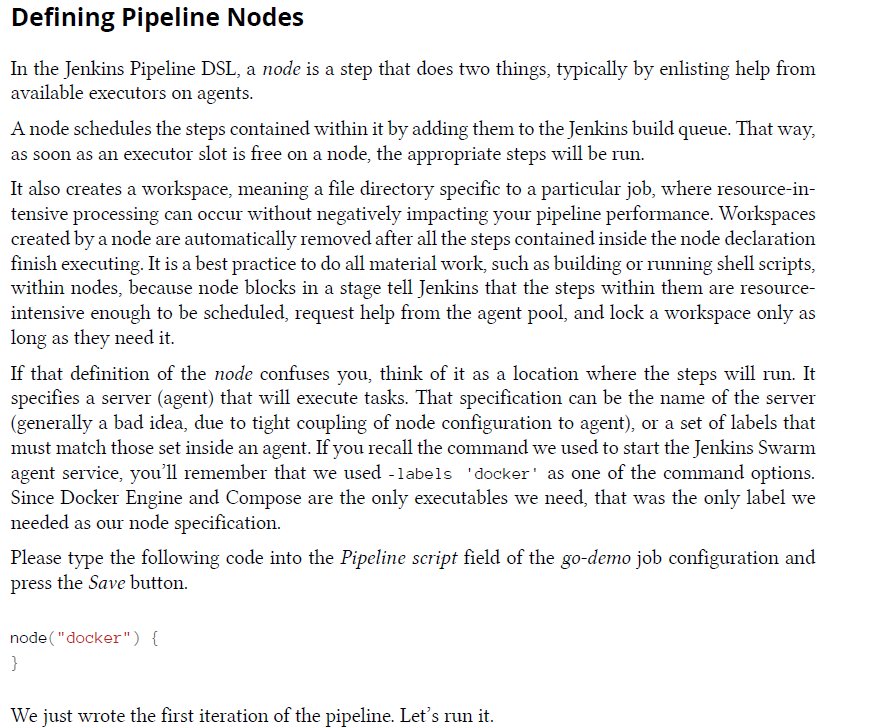 Defining Pipeline Nodes
In the Jenkins Pipeline DSL, a node is a step that does two things, typically by enlisting help from
available executors on agents.
A node schedules the steps contained within it by adding them to the Jenkins build queue. That way,
as soon as an executor slot is free on a node, the appropriate steps will be run.
It also creates a workspace, meaning a file directory specific to a particular job, where resource-in-
tensive processing can occur without negatively impacting your pipeline performance. Workspaces
created by a node are automatically removed after all the steps contained inside the node declaration
finish executing. It is a best practice to do all material work, such as building or running shell scripts,
within nodes, because node blocks in a stage tell Jenkins that the steps within them are resource-
intensive enough to be scheduled, request help from the agent pool, and lock a workspace only as
long as they need it.
If that definition of the node confuses you, think of it as a location where the steps will run. It
specifies a server (agent) that will execute tasks. That specification can be the name of the server
(generally a bad idea, due to tight coupling of node configuration to agent), or a set of labels that
must match those set inside an agent. If you recall the command we used to start the Jenkins Swarm
agent service, you'll remember that we used -labels 'docker' as one of the command options.
Since Docker Engine and Compose are the only executables we need, that was the only label we
needed as our node specification.
Please type the following code into the Pipeline script field of the go-demo job configuration and
press the Save button.
node("docker") {
}
We just wrote the first iteration of the pipeline. Let's run it.